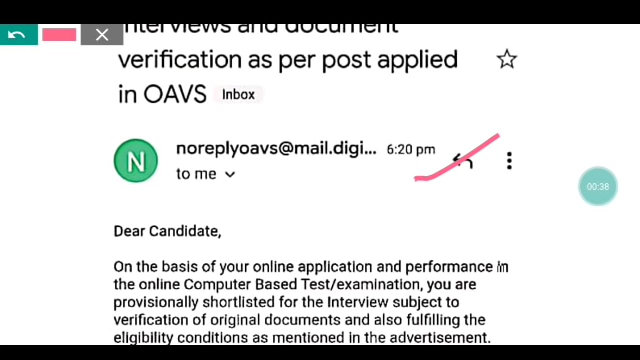 Interviews and document
verification as per post applied
in OAVS Inbox
N
noreplyoavs@mail.digi... 6:20 pm
to me
00:38
Dear Candidate,
On the basis of your online application and performance in
the online Computer Based Test/examination, you are
provisionally shortlisted for the Interview subject to
verification of original documents and also fulfilling the
eligibility conditions as mentioned in the advertisement.